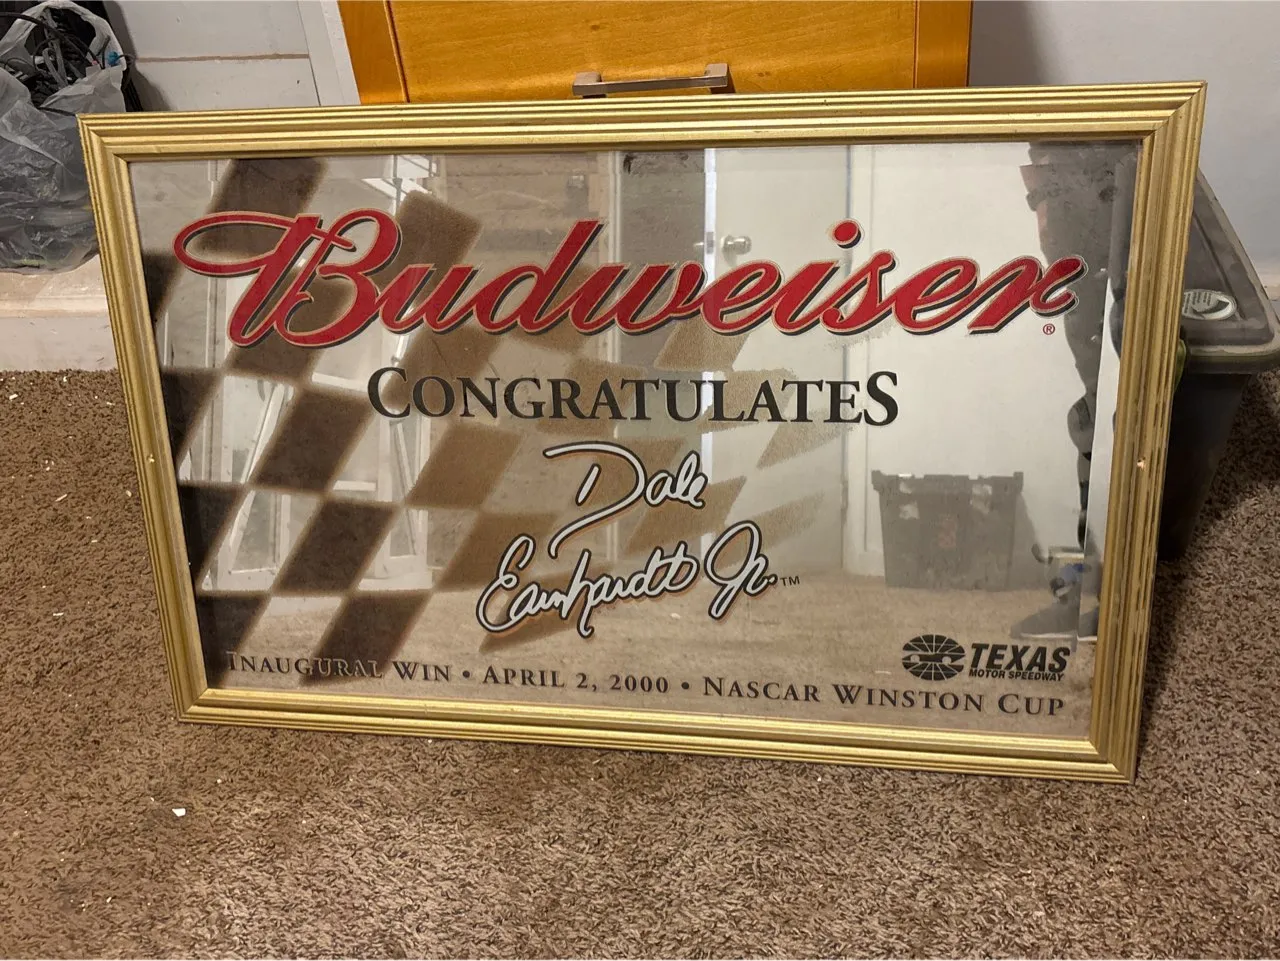 Budweiser®
CONGRATULATES
Dale
Earnhardt Jr.™
TEXAS
MOTOR SPEEDWAY
INAUGURAL WIN • APRIL 2, 2000 • NASCAR WINSTON CUP